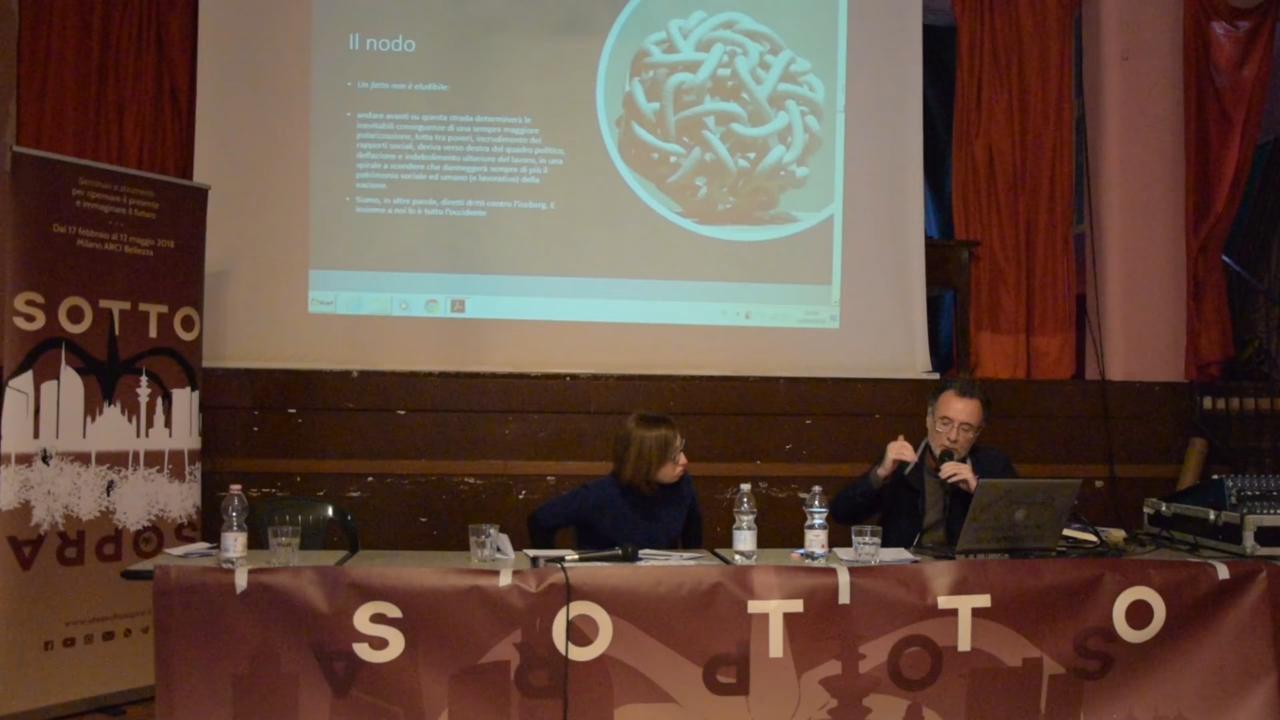 Il nodo
• Un fatto non è eludibile:
• andare avanti su questa strada determinerà le
inevitabili conseguenze di una sempre maggiore
polarizzazione, lotta tra poveri, incrudimento dei
rapporti sociali, deriva verso destra del quadro politico,
deflazione e indebolimento ulteriore del lavoro, in una
spirale a scendere che danneggerà sempre di più il
patrimonio sociale ed umano (e lavorativo) della
nazione.
• Siamo, in altre parole, diretti dritti contro l'iceberg. E
insieme a noi lo è tutto l'occidente
Seminari e strumenti
per ripensare il presente
e immaginare il futuro
Dal 17 febbraio al 12 maggio 2018
Milano ARCI Bellezza
SOTTO
SOPRA
SOTTO
SOPRA